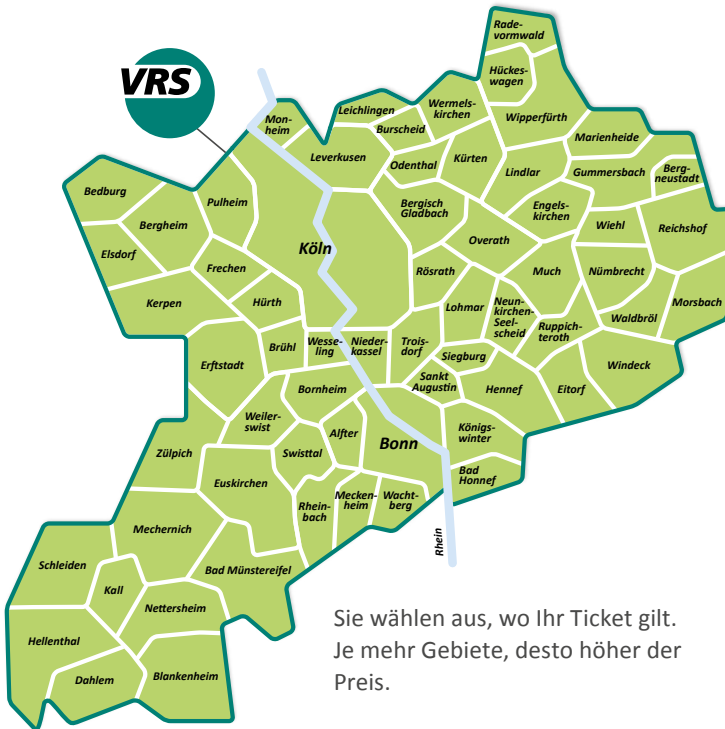 VRS
Rade-
vormwald
Hückes-
wagen
Wermels-
kirchen
Leichlingen
Mon-
heim
Burscheid
Wipperfürth
Marienheide
Leverkusen
Odenthal
Kürten
Lindlar
Gummersbach
Berg-
neustadt
Bedburg
Pulheim
Bergheim
Bergisch
Gladbach
Engels-
kirchen
Wiehl
Reichshof
Elsdorf
Köln
Overath
Frechen
Rösrath
Much
Nümbrecht
Kerpen
Hürth
Lohmar
Neun-
kirchen-
Seel-
scheid
Ruppich-
teroth
Waldbröl
Morsbach
Erftstadt
Brühl
Wesse-
ling
Nieder-
kassel
Trois-
dorf
Siegburg
Sankt
Augustin
Hennef
Eitorf
Windeck
Bornheim
Weiler-
swist
Alfter
Bonn
Königs-
winter
Zülpich
Swisttal
Euskirchen
Bad
Honnef
Rhein-
bach
Mecken-
heim
Wacht-
berg
Rhein
Mechernich
Schleiden
Kall
Bad Münstereifel
Nettersheim
Hellenthal
Dahlem
Blankenheim
Sie wählen aus, wo Ihr Ticket gilt.
Je mehr Gebiete, desto höher der
Preis.